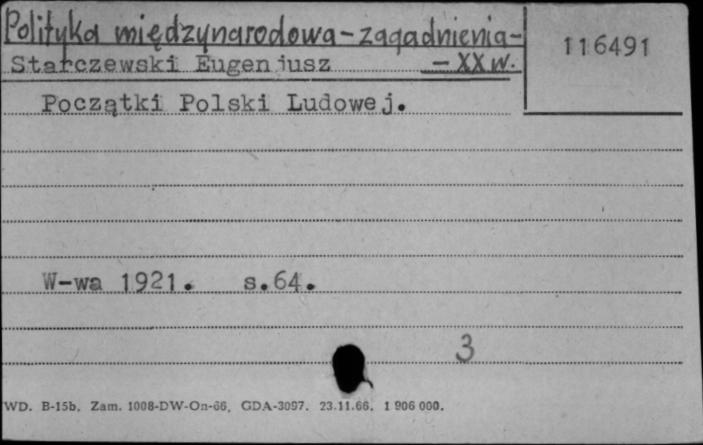 Polityka międzynarodowa-zagadnienia-
116491
Starczewski Eugenjusz - XX w.
Początki Polski Ludowej.
W-wa 1921. s.64.
3
WD. B-15b. Zam. 1008-DW-On-66, GDA-3097. 23.11.66. 1 906 000.